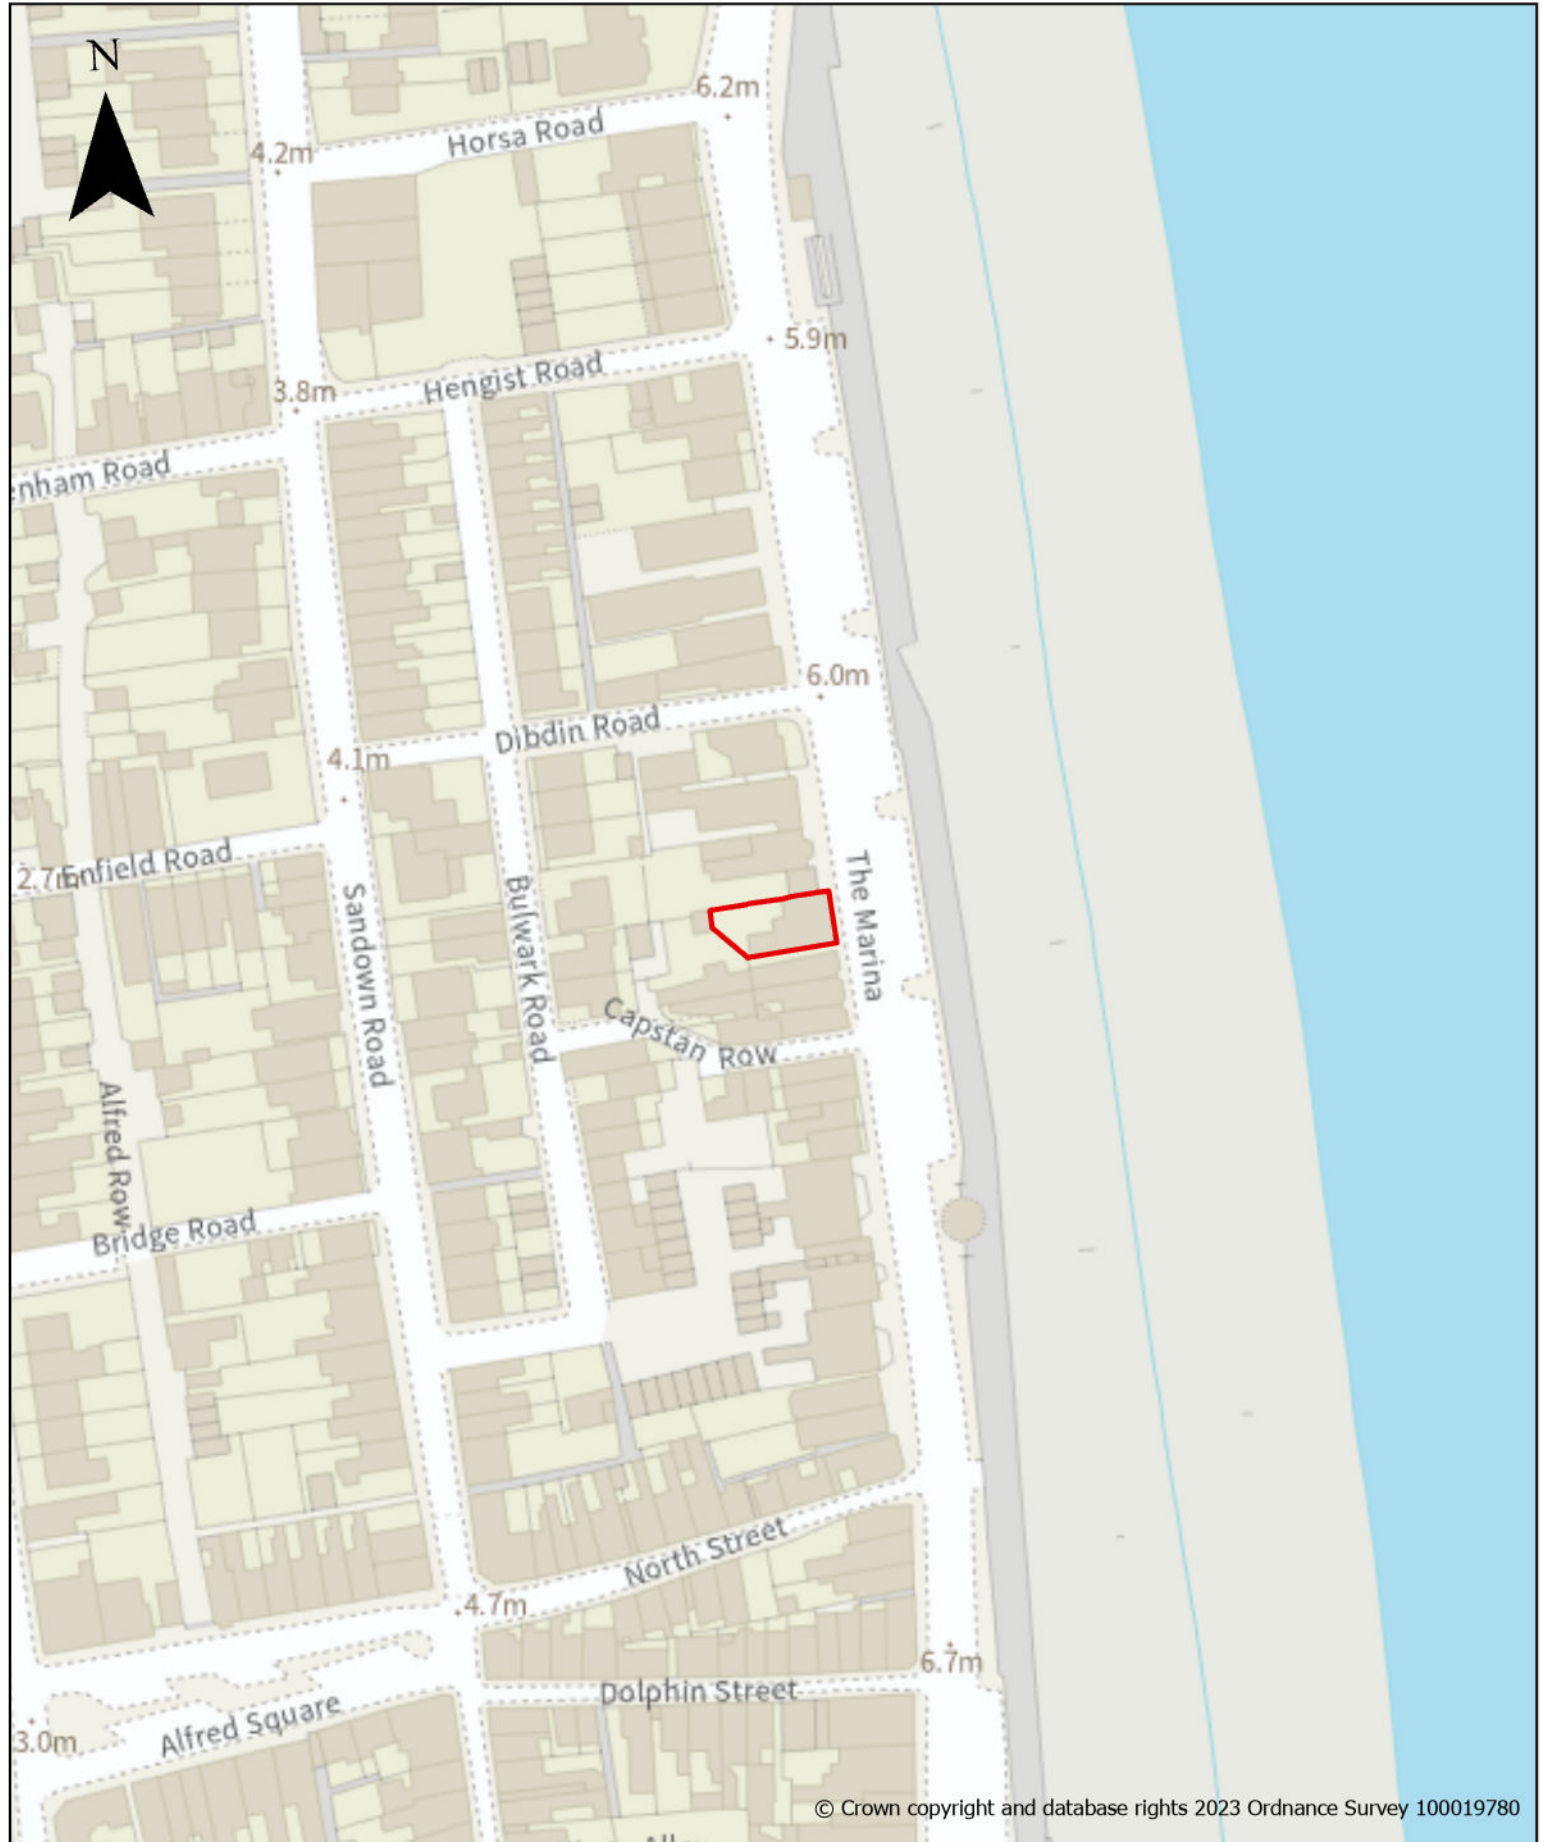 N
6.2m
Horsa Road
4.2m
5.9m
Hengist Road
3.8m
enham Road
6.0m
Dibdin Road
4.1m
Enfield Road
2.7m
The Marina
Sandown Road
Bulwark Road
Capstan Row
Alfred Row
Bridge Road
North Street
4.7m
6.7m
Dolphin Street
Alfred Square
3.0m
© Crown copyright and database rights 2023 Ordnance Survey 100019780